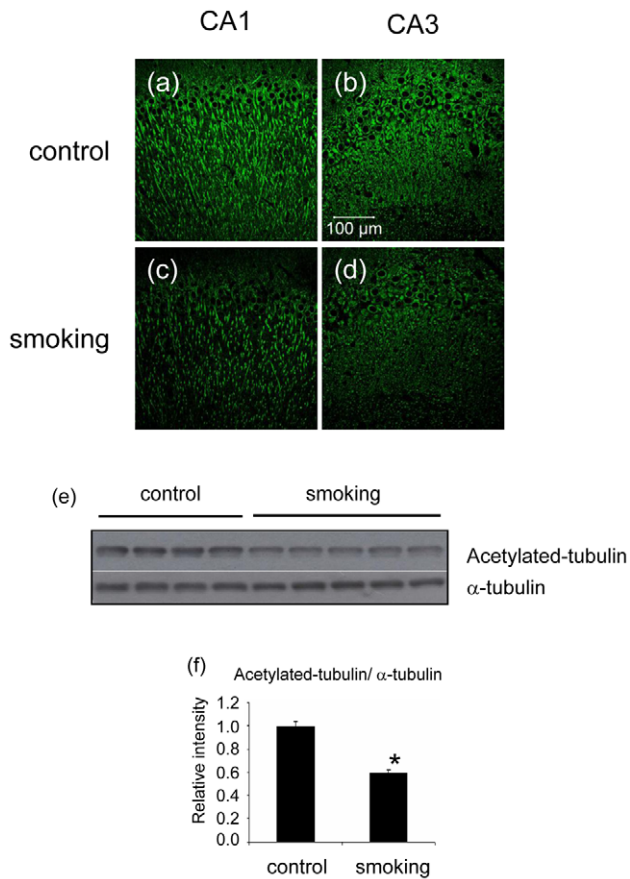 CA1 CA3
control
(a) (b)
100 µm
smoking
(c) (d)
(e) control smoking
Acetylated-tubulin
α-tubulin
(f) Acetylated-tubulin/ α-tubulin
Relative intensity
1.2
1.0
0.8
0.6
0.4
0.2
0.0
*
control smoking